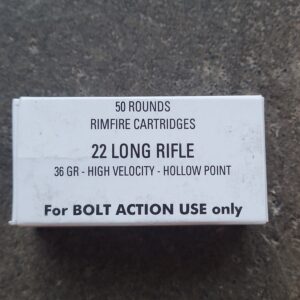 50 ROUNDS
RIMFIRE CARTRIDGES
22 LONG RIFLE
36 GR - HIGH VELOCITY - HOLLOW POINT
For BOLT ACTION USE only